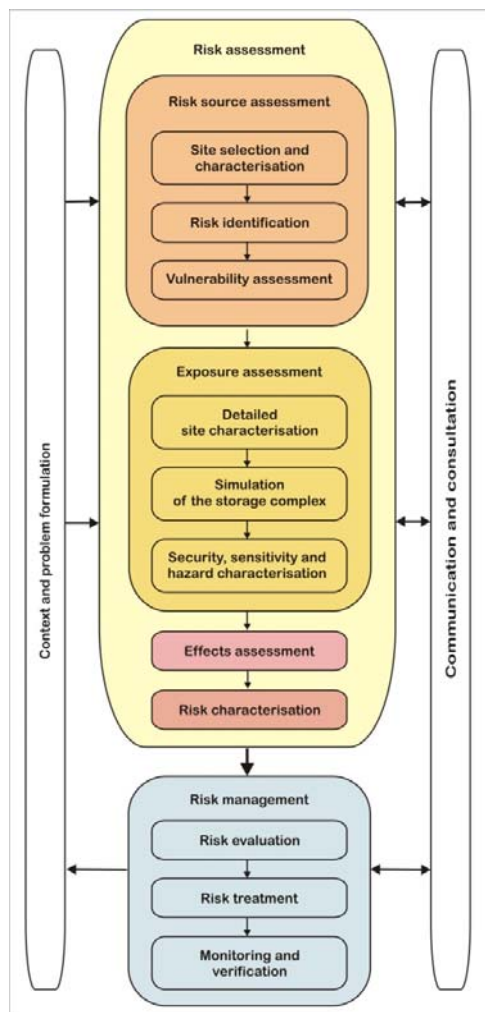 Risk assessment
Risk source assessment
Site selection and
characterisation
Risk identification
Vulnerability assessment
Exposure assessment
Detailed
site characterisation
Simulation
of the storage complex
Security, sensitivity and
hazard characterisation
Effects assessment
Risk characterisation
Risk management
Risk evaluation
Risk treatment
Monitoring and
verification
Context and problem formulation
Communication and consultation